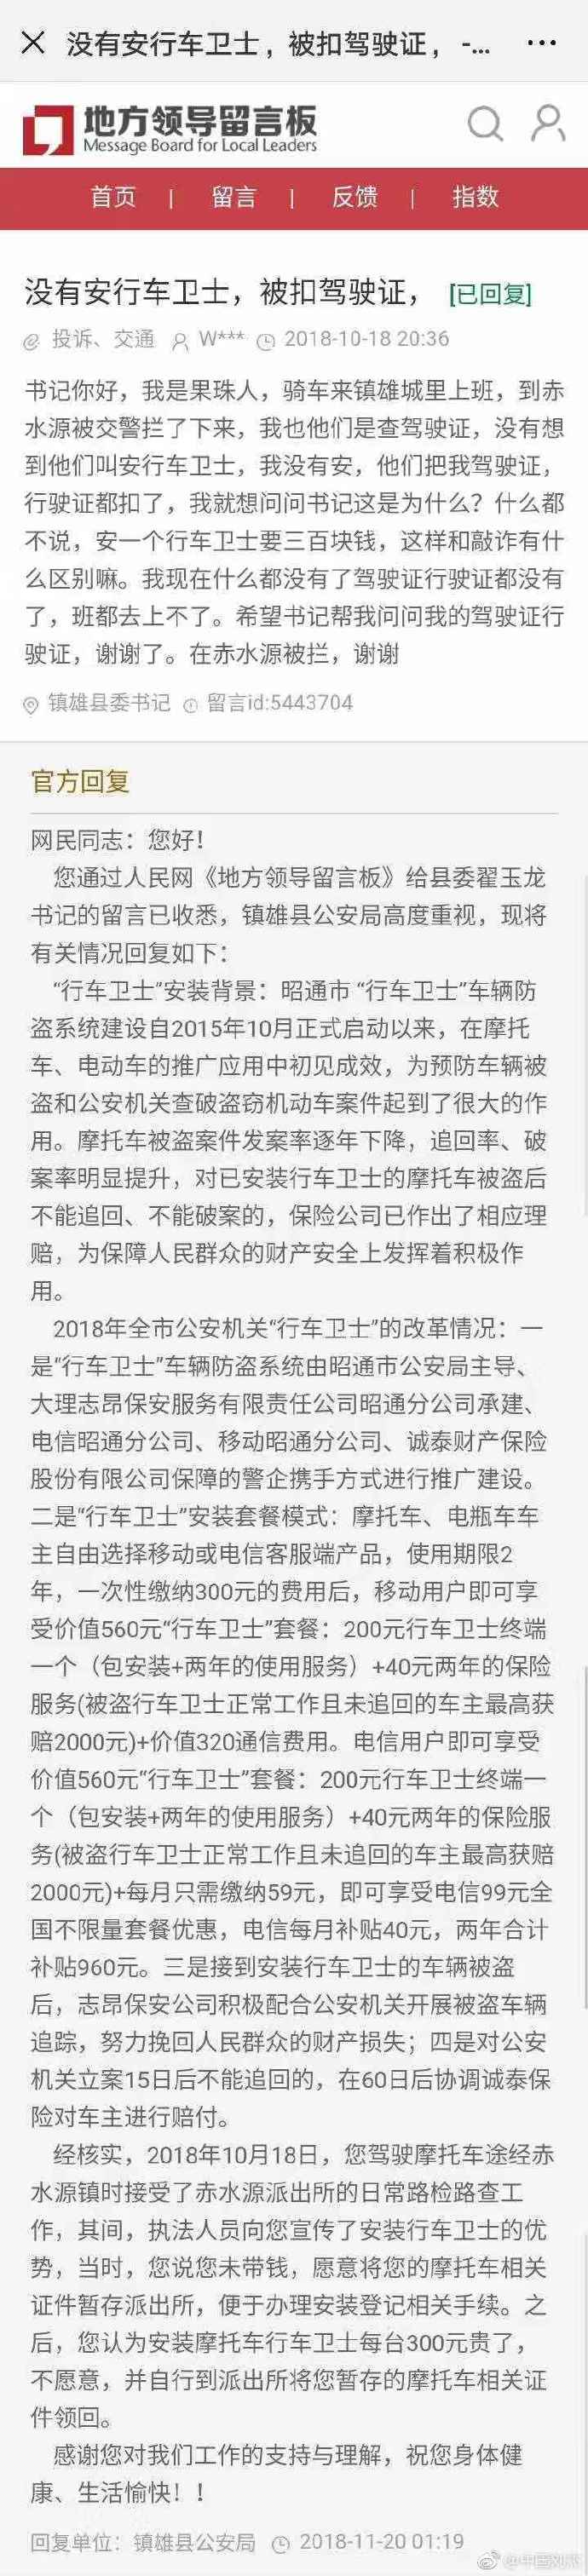 没有安行车卫士，被扣驾驶证， -...
地方领导留言板
Message Board for Local Leaders
首页 | 留言 | 反馈 | 指数
没有安行车卫士，被扣驾驶证， [已回复]
投诉、交通 W*** 2018-10-18 20:36
书记你好，我是果珠人，骑车来镇雄城里上班，到赤
水源被交警拦了下来，我也他们是查驾驶证，没有想
到他们叫安行车卫士，我没有安，他们把我驾驶证，
行驶证都扣了，我就想问问书记这是为什么？什么都
不说，安一个行车卫士要三百块钱，这样和敲诈有什
么区别嘛。我现在什么都没有了驾驶证行驶证都没有
了，班都去上不了。希望书记帮我问问我的驾驶证行
驶证，谢谢了。在赤水源被拦，谢谢
镇雄县委书记 留言id:5443704
官方回复
网民同志：您好！
您通过人民网《地方领导留言板》给县委翟玉龙
书记的留言已收悉，镇雄县公安局高度重视，现将
有关情况回复如下：
“行车卫士”安装背景：昭通市 “行车卫士”车辆防
盗系统建设自2015年10月正式启动以来，在摩托
车、电动车的推广应用中初见成效，为预防车辆被
盗和公安机关查破盗窃机动车案件起到了很大的作
用。摩托车被盗案件发案率逐年下降，追回率、破
案率明显提升，对已安装行车卫士的摩托车被盗后
不能追回、不能破案的，保险公司已作出了相应理
赔，为保障人民群众的财产安全上发挥着积极作
用。
2018年全市公安机关“行车卫士”的改革情况：一
是“行车卫士”车辆防盗系统由昭通市公安局主导、
大理志昂保安服务有限责任公司昭通分公司承建、
电信昭通分公司、移动昭通分公司、诚泰财产保险
股份有限公司保障的警企携手方式进行推广建设。
二是“行车卫士”安装套餐模式：摩托车、电瓶车车
主自由选择移动或电信客服端产品，使用期限2
年，一次性缴纳300元的费用后，移动用户即可享
受价值560元“行车卫士”套餐：200元行车卫士终端
一个（包安装+两年的使用服务）+40元两年的保险
服务(被盗行车卫士正常工作且未追回的车主最高获
赔2000元)+价值320通信费用。电信用户即可享受
价值560元“行车卫士”套餐：200元行车卫士终端一
个（包安装+两年的使用服务）+40元两年的保险服
务(被盗行车卫士正常工作且未追回的车主最高获赔
2000元)+每月只需缴纳59元，即可享受电信99元全
国不限量套餐优惠，电信每月补贴40元，两年合计
补贴960元。三是接到安装行车卫士的车辆被盗
后，志昂保安公司积极配合公安机关开展被盗车辆
追踪，努力挽回人民群众的财产损失；四是对公安
机关立案15日后不能追回的，在60日后协调诚泰保
险对车主进行赔付。
经核实，2018年10月18日，您驾驶摩托车途经赤
水源镇时接受了赤水源派出所的日常路检路查工
作，其间，执法人员向您宣传了安装行车卫士的优
势，当时，您说您未带钱，愿意将您的摩托车相关
证件暂存派出所，便于办理安装登记相关手续。之
后，您认为安装摩托车行车卫士每台300元贵了，
不愿意，并自行到派出所将您暂存的摩托车相关证
件领回。
感谢您对我们工作的支持与理解，祝您身体健
康、生活愉快！！
回复单位：镇雄县公安局 2018-11-20 01:19